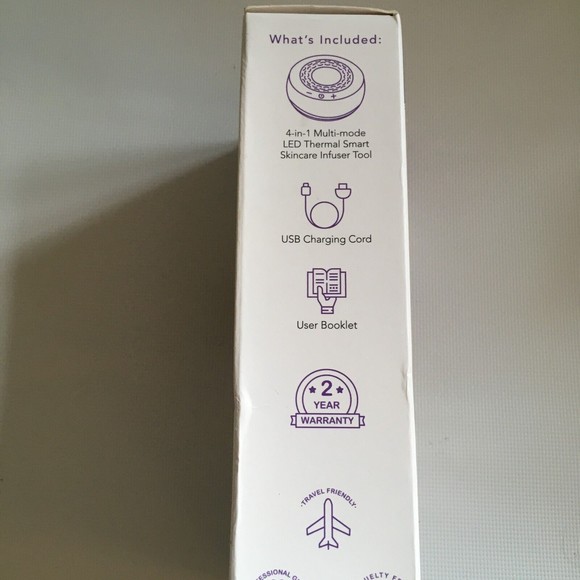 What's Included:
4-in-1 Multi-mode
LED Thermal Smart
Skincare Infuser Tool
USB Charging Cord
User Booklet
2
YEAR
WARRANTY
·TRAVEL FRIENDLY·